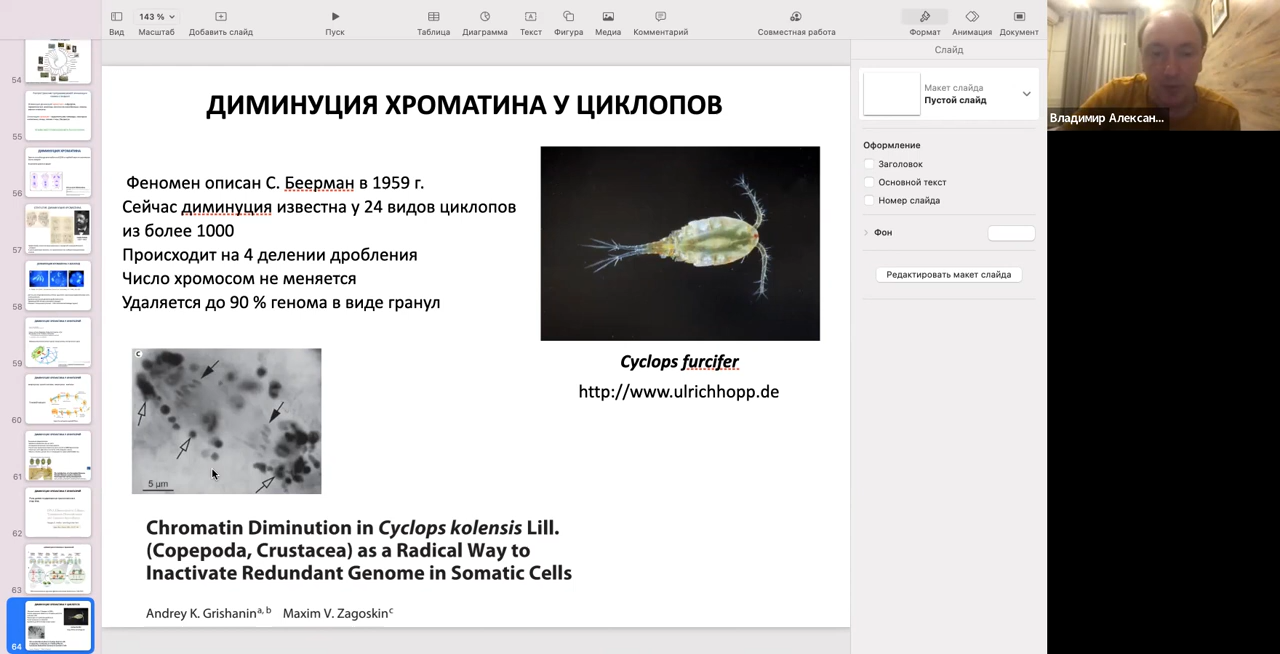 143 %
Вид
Масштаб
Добавить слайд
Пуск
Таблица
Диаграмма
Текст
Фигура
Медиа
Комментарий
Совместная работа
Формат
Анимация
Документ
54
55
56
57
58
59
60
61
62
63
64
ДИМИНУЦИЯ ХРОМАТИНА У ЦИКЛОПОВ
Феномен описан С. Беерман в 1959 г.
Сейчас диминуция известна у 24 видов циклопов
из более 1000
Происходит на 4 делении дробления
Число хромосом не меняется
Удаляется до 90 % генома в виде гранул
Cyclops furcifer
http://www.ulrichhopp.de
c
5 µm
Chromatin Diminution in Cyclops kolensis Lill.
(Copepoda, Crustacea) as a Radical Way to
Inactivate Redundant Genome in Somatic Cells
Andrey K. Grishanin a, b Maxim V. Zagoskin c
Слайд
Макет слайда
Пустой слайд
Оформление
Заголовок
Основной текст
Номер слайда
Фон
Редактировать макет слайда
Владимир Алексан...